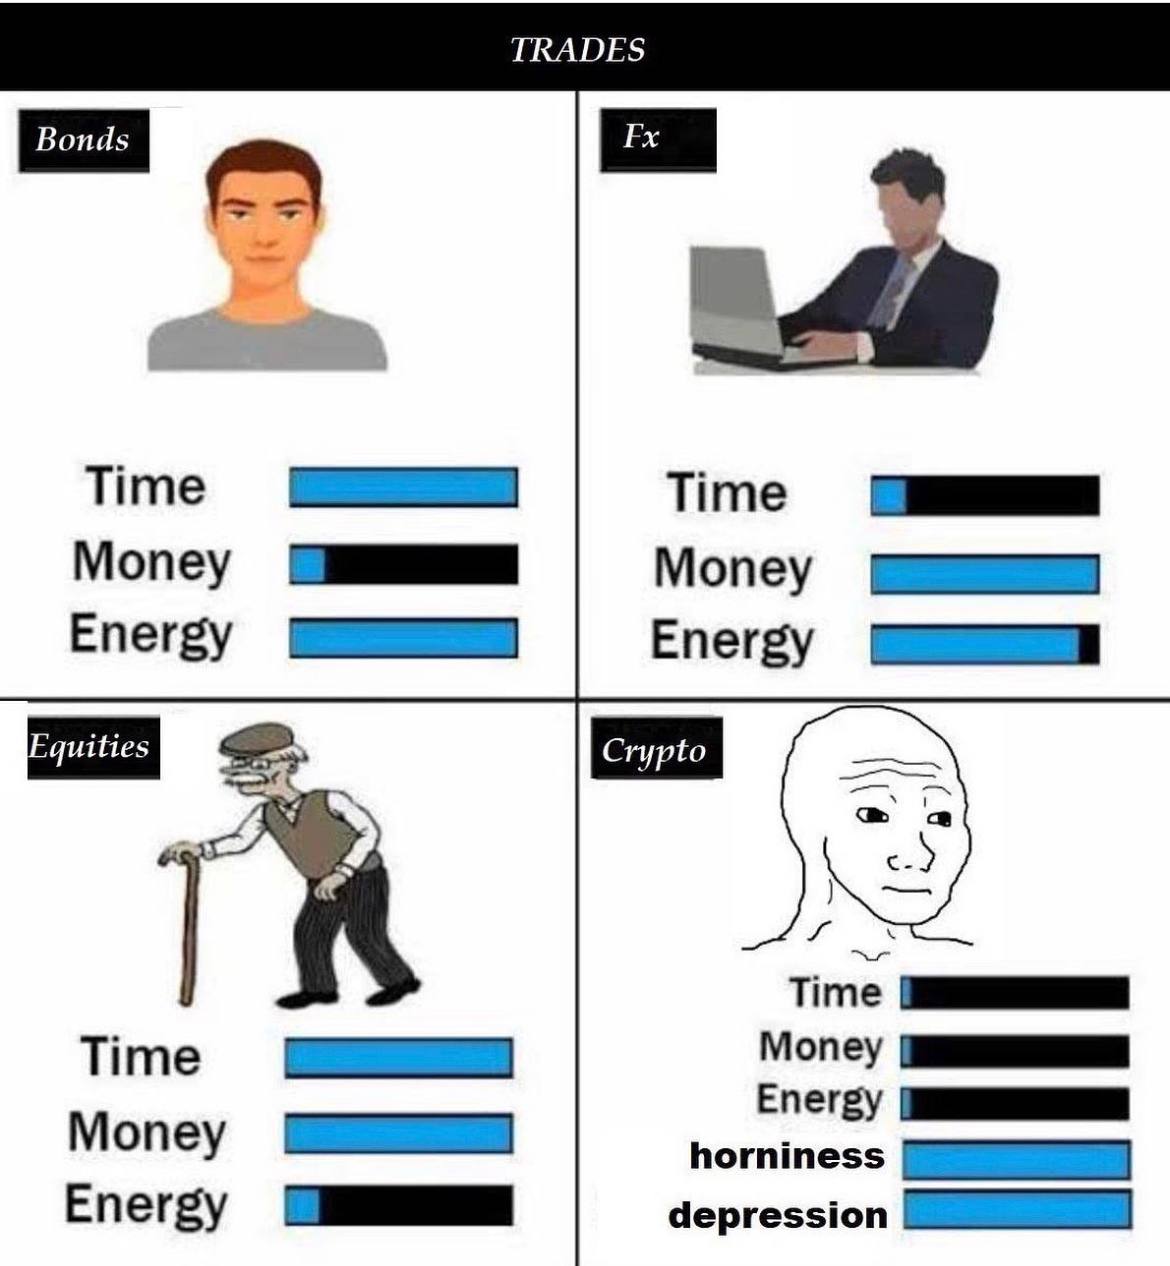 TRADES
Bonds
Time
Money
Energy
Fx
Time
Money
Energy
Equities
Time
Money
Energy
Crypto
Time
Money
Energy
horniness
depression